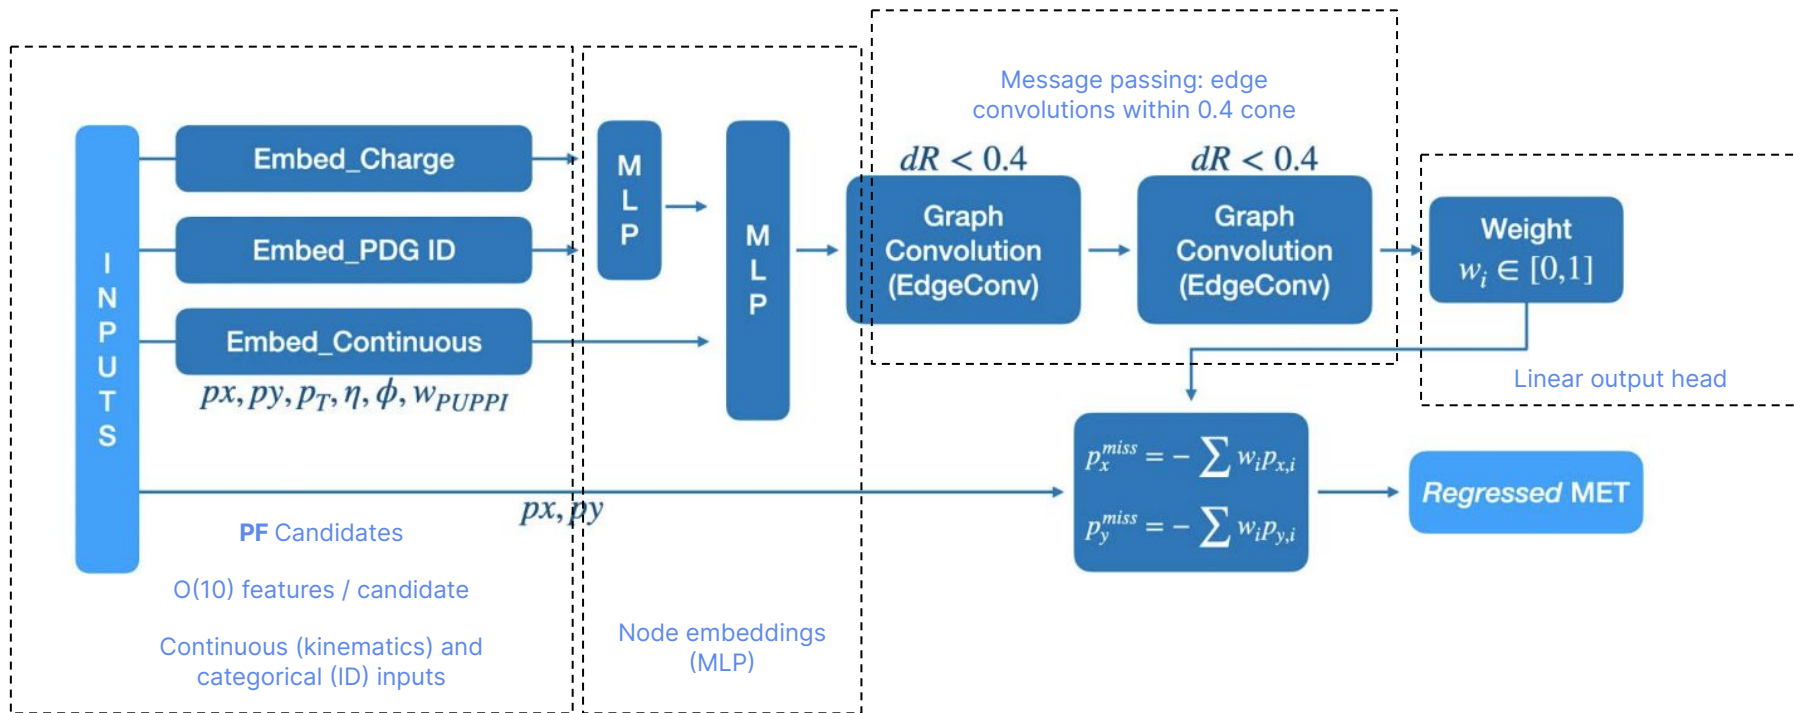 INPUTS
Embed_Charge
Embed_PDG ID
Embed_Continuous
px, py, p_T, η, ϕ, w_PUPPI
px, py
PF Candidates
O(10) features / candidate
Continuous (kinematics) and
categorical (ID) inputs
MLP
MLP
Node embeddings
(MLP)
Message passing: edge
convolutions within 0.4 cone
dR < 0.4
Graph
Convolution
(EdgeConv)
dR < 0.4
Graph
Convolution
(EdgeConv)
Weight
w_i ∈ [0,1]
Linear output head
p_x^miss = − ∑ w_i p_x,i
p_y^miss = − ∑ w_i p_y,i
Regressed MET